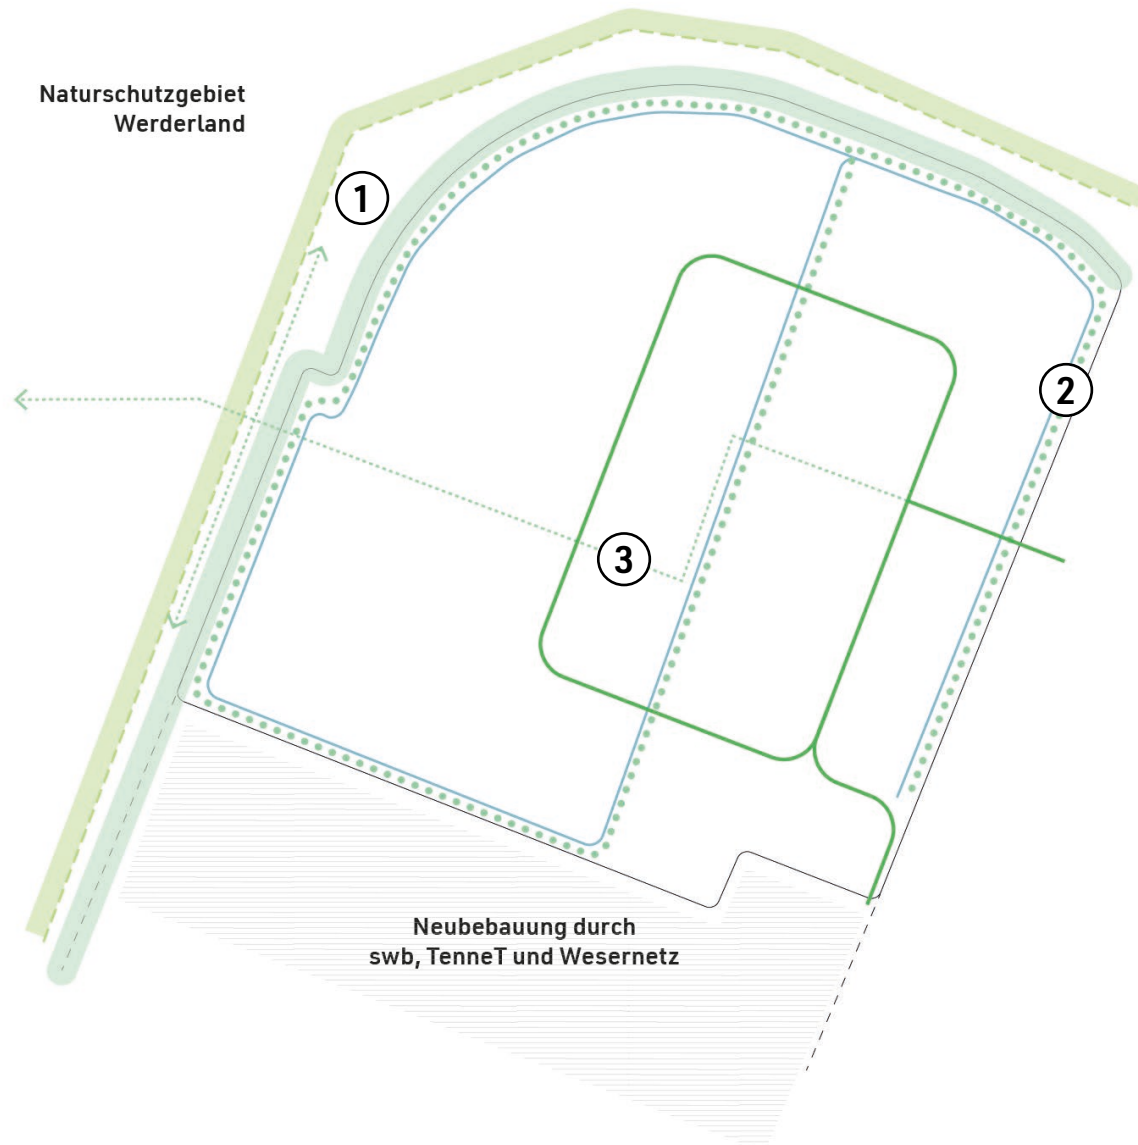 Naturschutzgebiet
Werderland
1
2
3
Neubebauung durch
swb, TenneT und Wesernetz